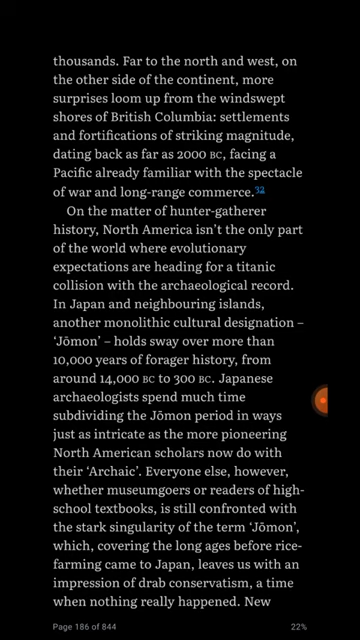 thousands. Far to the north and west, on
the other side of the continent, more
surprises loom up from the windswept
shores of British Columbia: settlements
and fortifications of striking magnitude,
dating back as far as 2000 BC, facing a
Pacific already familiar with the spectacle
of war and long-range commerce.32
On the matter of hunter-gatherer
history, North America isn't the only part
of the world where evolutionary
expectations are heading for a titanic
collision with the archaeological record.
In Japan and neighbouring islands,
another monolithic cultural designation –
‘Jōmon’ – holds sway over more than
10,000 years of forager history, from
around 14,000 BC to 300 BC. Japanese
archaeologists spend much time
subdividing the Jōmon period in ways
just as intricate as the more pioneering
North American scholars now do with
their ‘Archaic’. Everyone else, however,
whether museumgoers or readers of high-
school textbooks, is still confronted with
the stark singularity of the term ‘Jōmon’,
which, covering the long ages before rice-
farming came to Japan, leaves us with an
impression of drab conservatism, a time
when nothing really happened. New
Page 186 of 844 22%